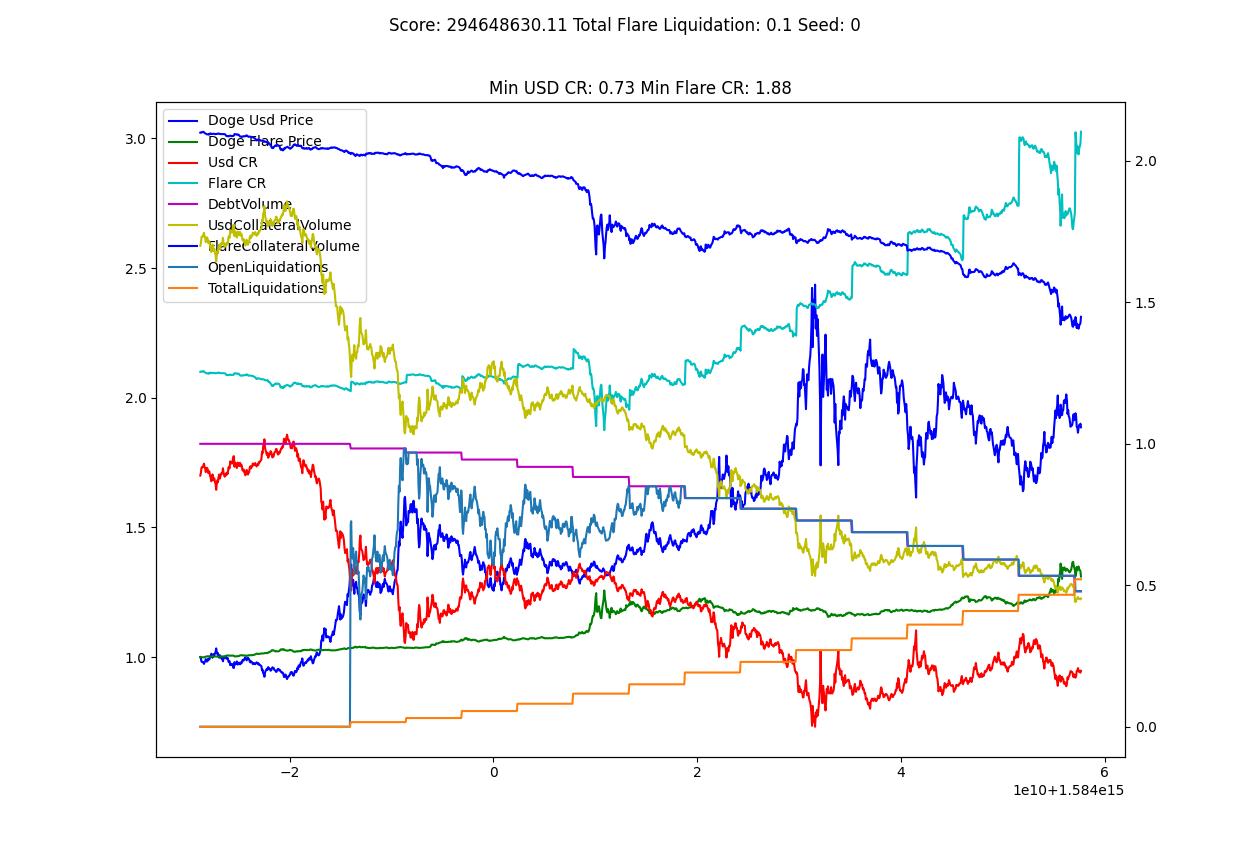 Score: 294648630.11 Total Flare Liquidation: 0.1 Seed: 0
Min USD CR: 0.73 Min Flare CR: 1.88
Doge Usd Price
Doge Flare Price
Usd CR
Flare CR
DebtVolume
UsdCollateralVolume
FlareCollateralVolume
OpenLiquidations
TotalLiquidations
3.0
2.5
2.0
1.5
1.0
2.0
1.5
1.0
0.5
0.0
−2
0
2
4
6
1e10+1.584e15